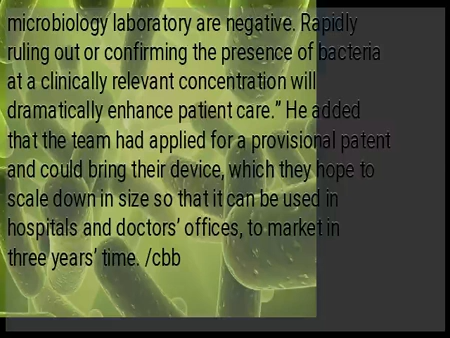 microbiology laboratory are negative. Rapidly
ruling out or confirming the presence of bacteria
at a clinically relevant concentration will
dramatically enhance patient care.” He added
that the team had applied for a provisional patent
and could bring their device, which they hope to
scale down in size so that it can be used in
hospitals and doctors’ offices, to market in
three years’ time. /cbb